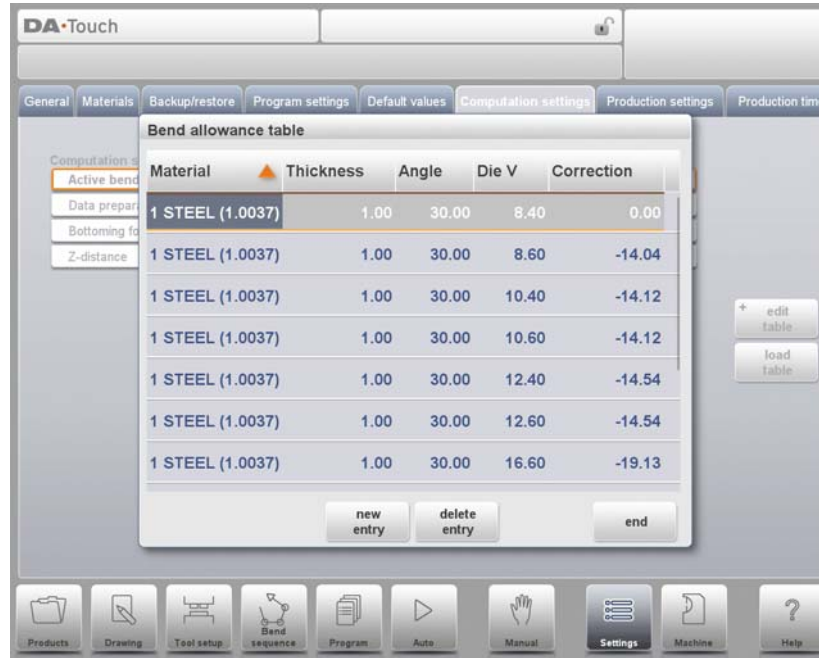 DA·Touch
General Materials Backup/restore Program settings Default values Computation settings Production settings Production tim
Bend allowance table
Computation s
Active bend
Data prepar
Bottoming fo
Z-distance
Material Thickness Angle Die V Correction
1 STEEL (1.0037) 1.00 30.00 8.40 0.00
1 STEEL (1.0037) 1.00 30.00 8.60 -14.04
1 STEEL (1.0037) 1.00 30.00 10.40 -14.12
1 STEEL (1.0037) 1.00 30.00 10.60 -14.12
1 STEEL (1.0037) 1.00 30.00 12.40 -14.54
1 STEEL (1.0037) 1.00 30.00 12.60 -14.54
1 STEEL (1.0037) 1.00 30.00 16.60 -19.13
+ edit
table
load
table
new
entry
delete
entry
end
Products Drawing Tool setup Bend
sequence Program Auto Manual Settings Machine ? Help